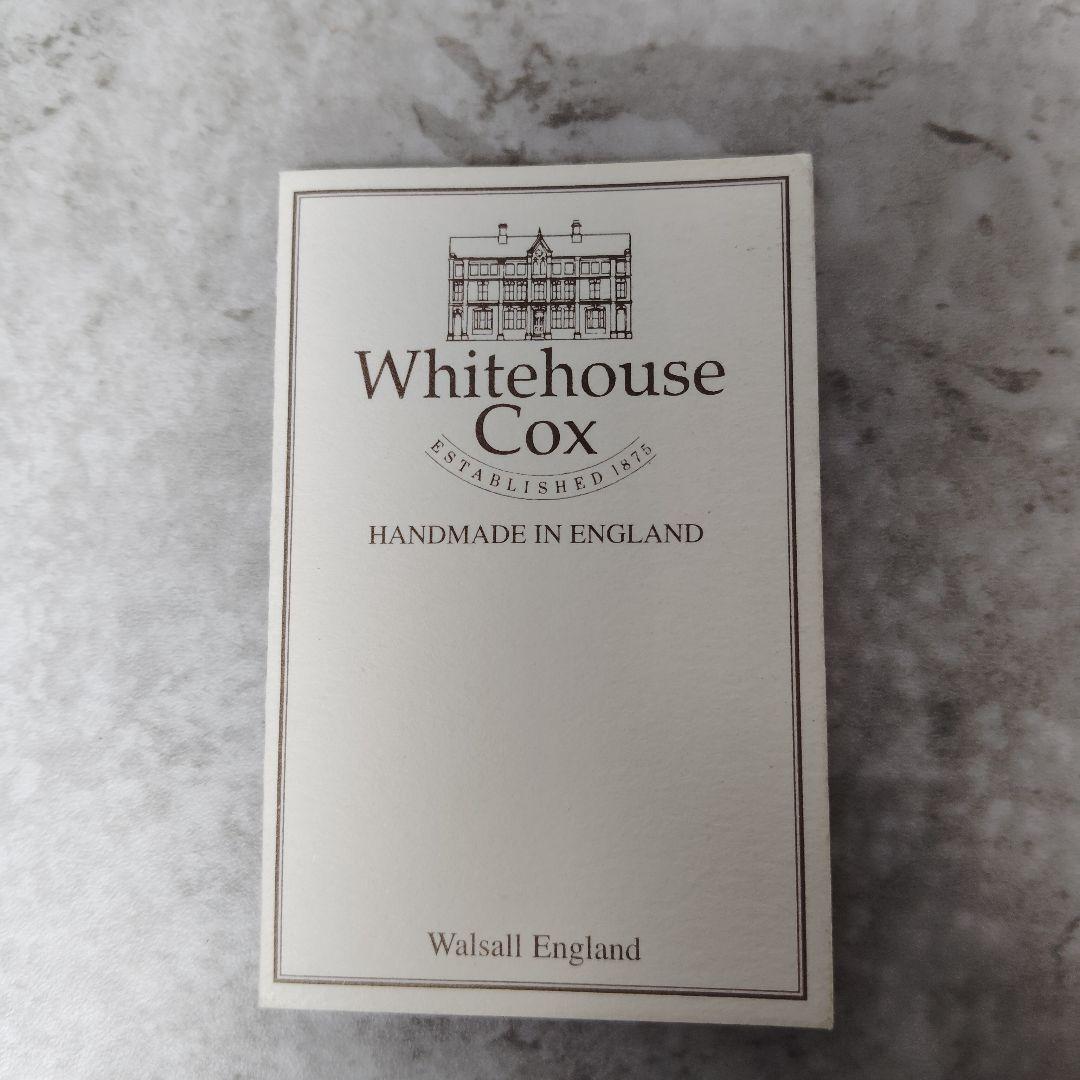 Whitehouse
Cox
ESTABLISHED 1875
HANDMADE IN ENGLAND
Walsall England